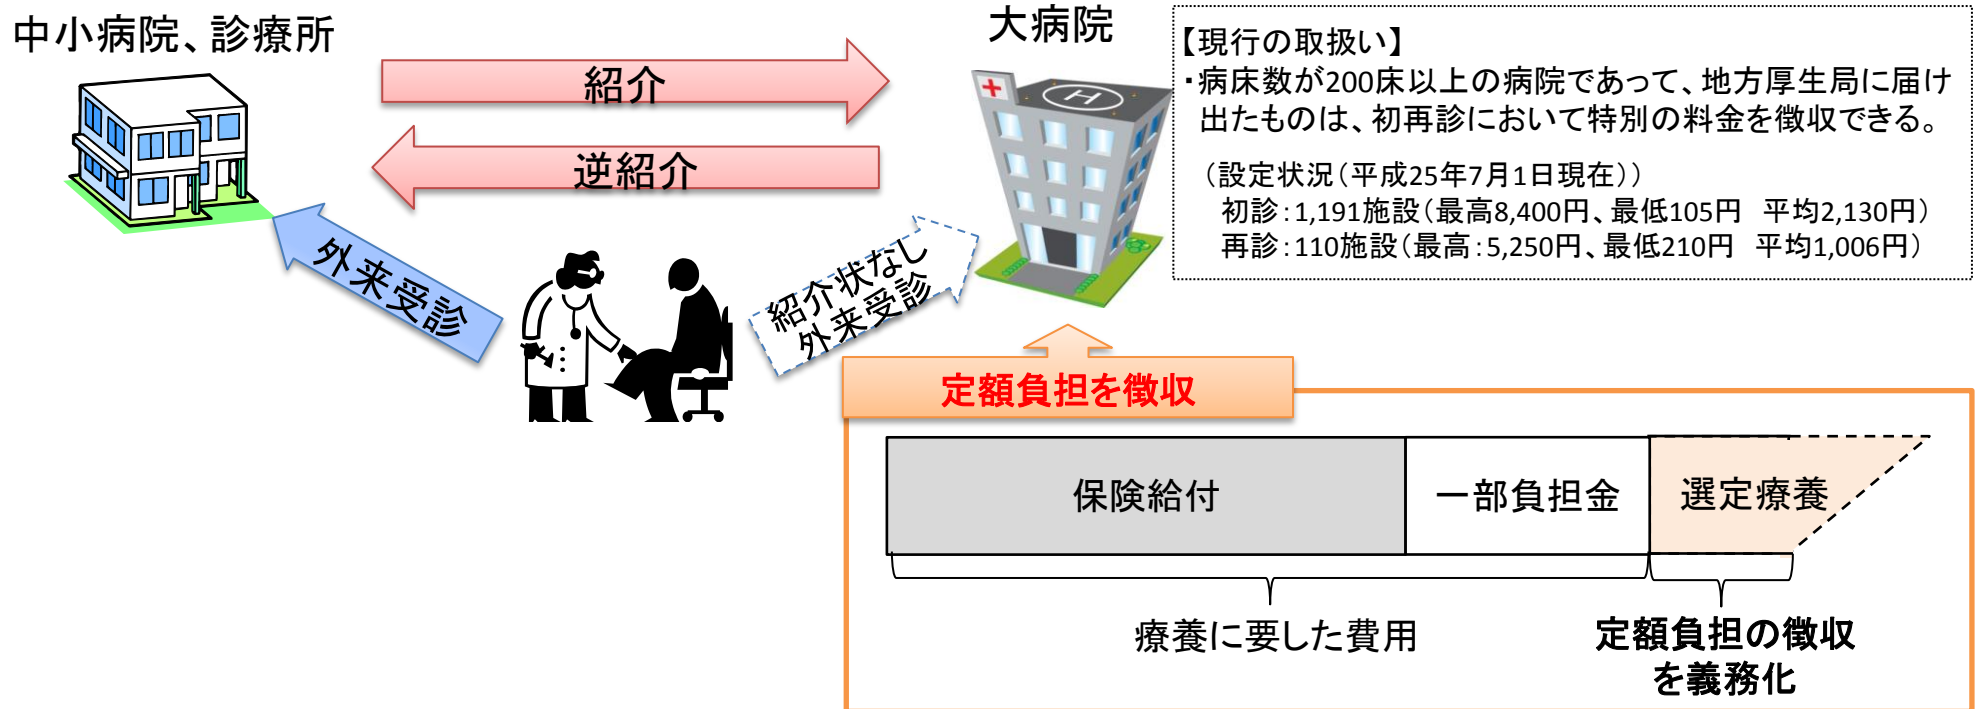 中小病院、診療所
大病院
紹介
逆紹介
外来受診
紹介状なし
外来受診
【現行の取扱い】
・病床数が200床以上の病院であって、地方厚生局に届け
出たものは、初再診において特別の料金を徴収できる。
（設定状況（平成25年7月1日現在））
初診：1,191施設（最高8,400円、最低105円　平均2,130円）
再診：110施設（最高：5,250円、最低210円　平均1,006円）
定額負担を徴収
保険給付
一部負担金
選定療養
療養に要した費用
定額負担の徴収
を義務化
H